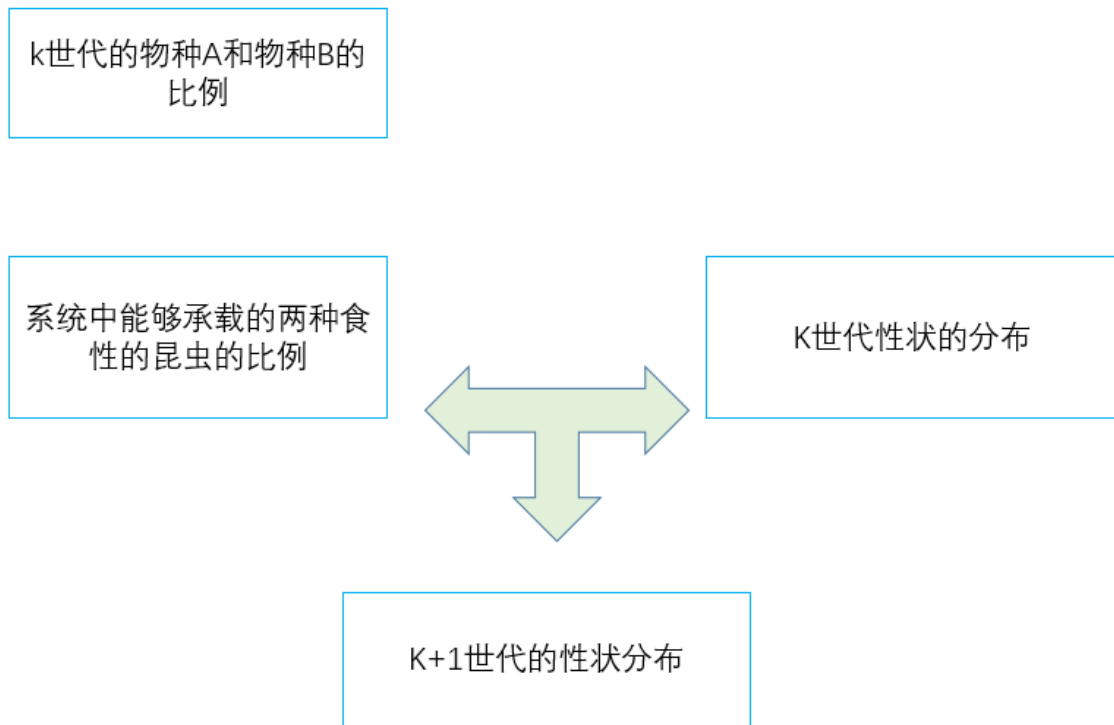 k世代的物种A和物种B的
比例
系统中能够承载的两种食
性的昆虫的比例
K世代性状的分布
K+1世代的性状分布